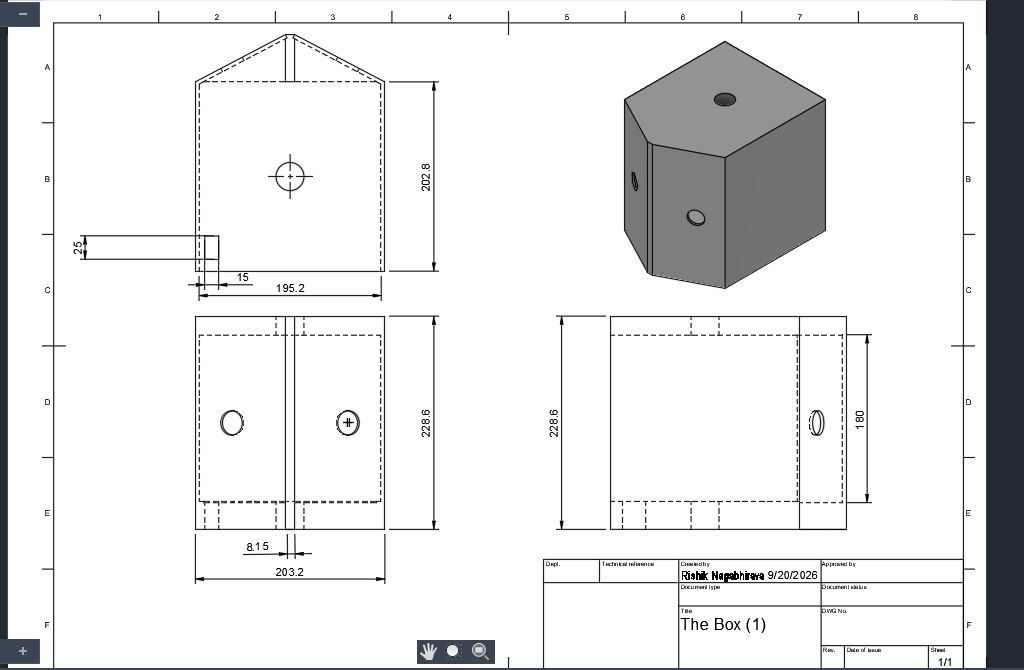 1 2 3 4 5 6 7 8
A A
202.8
B B
25
15
195.2
C C
D D
228.6
228.6
180
E E
8.15
203.2
Dept. Technical reference Created by Approved by
Rishik Nagabhirava 9/20/2026
Document type Document status
Title DWG No.
The Box (1)
F F
Rev. Date of issue Sheet
1/1